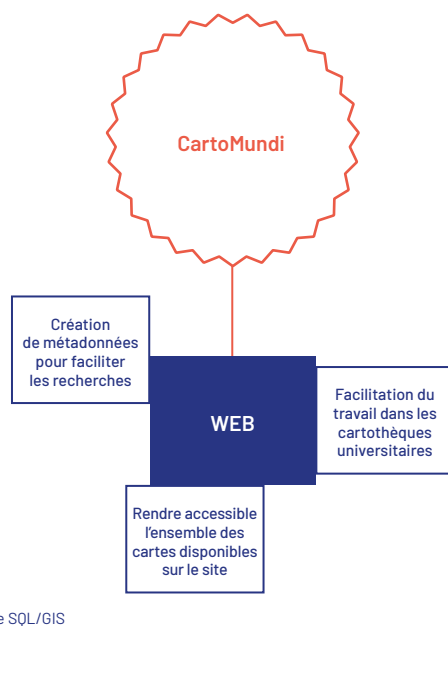 CartoMundi
Création
de métadonnées
pour faciliter
les recherches
WEB
Facilitation du
travail dans les
cartothèques
universitaires
Rendre accessible
l'ensemble des
cartes disponibles
sur le site
e SQL/GIS